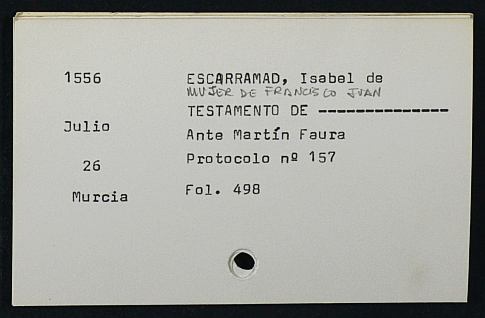 1556 ESCARRAMAD, Isabel de
MUJER DE FRANCISCO JUAN
TESTAMENTO DE --------------
Julio
Ante Martín Faura
26 Protocolo nº 157
Murcia Fol. 498